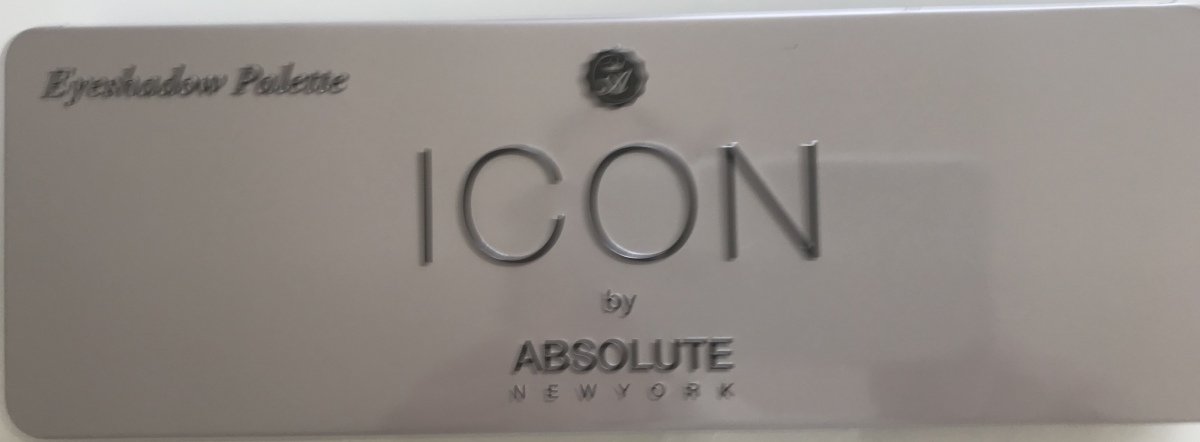 Eyeshadow Palette
ICON
by
ABSOLUTE
NEW YORK